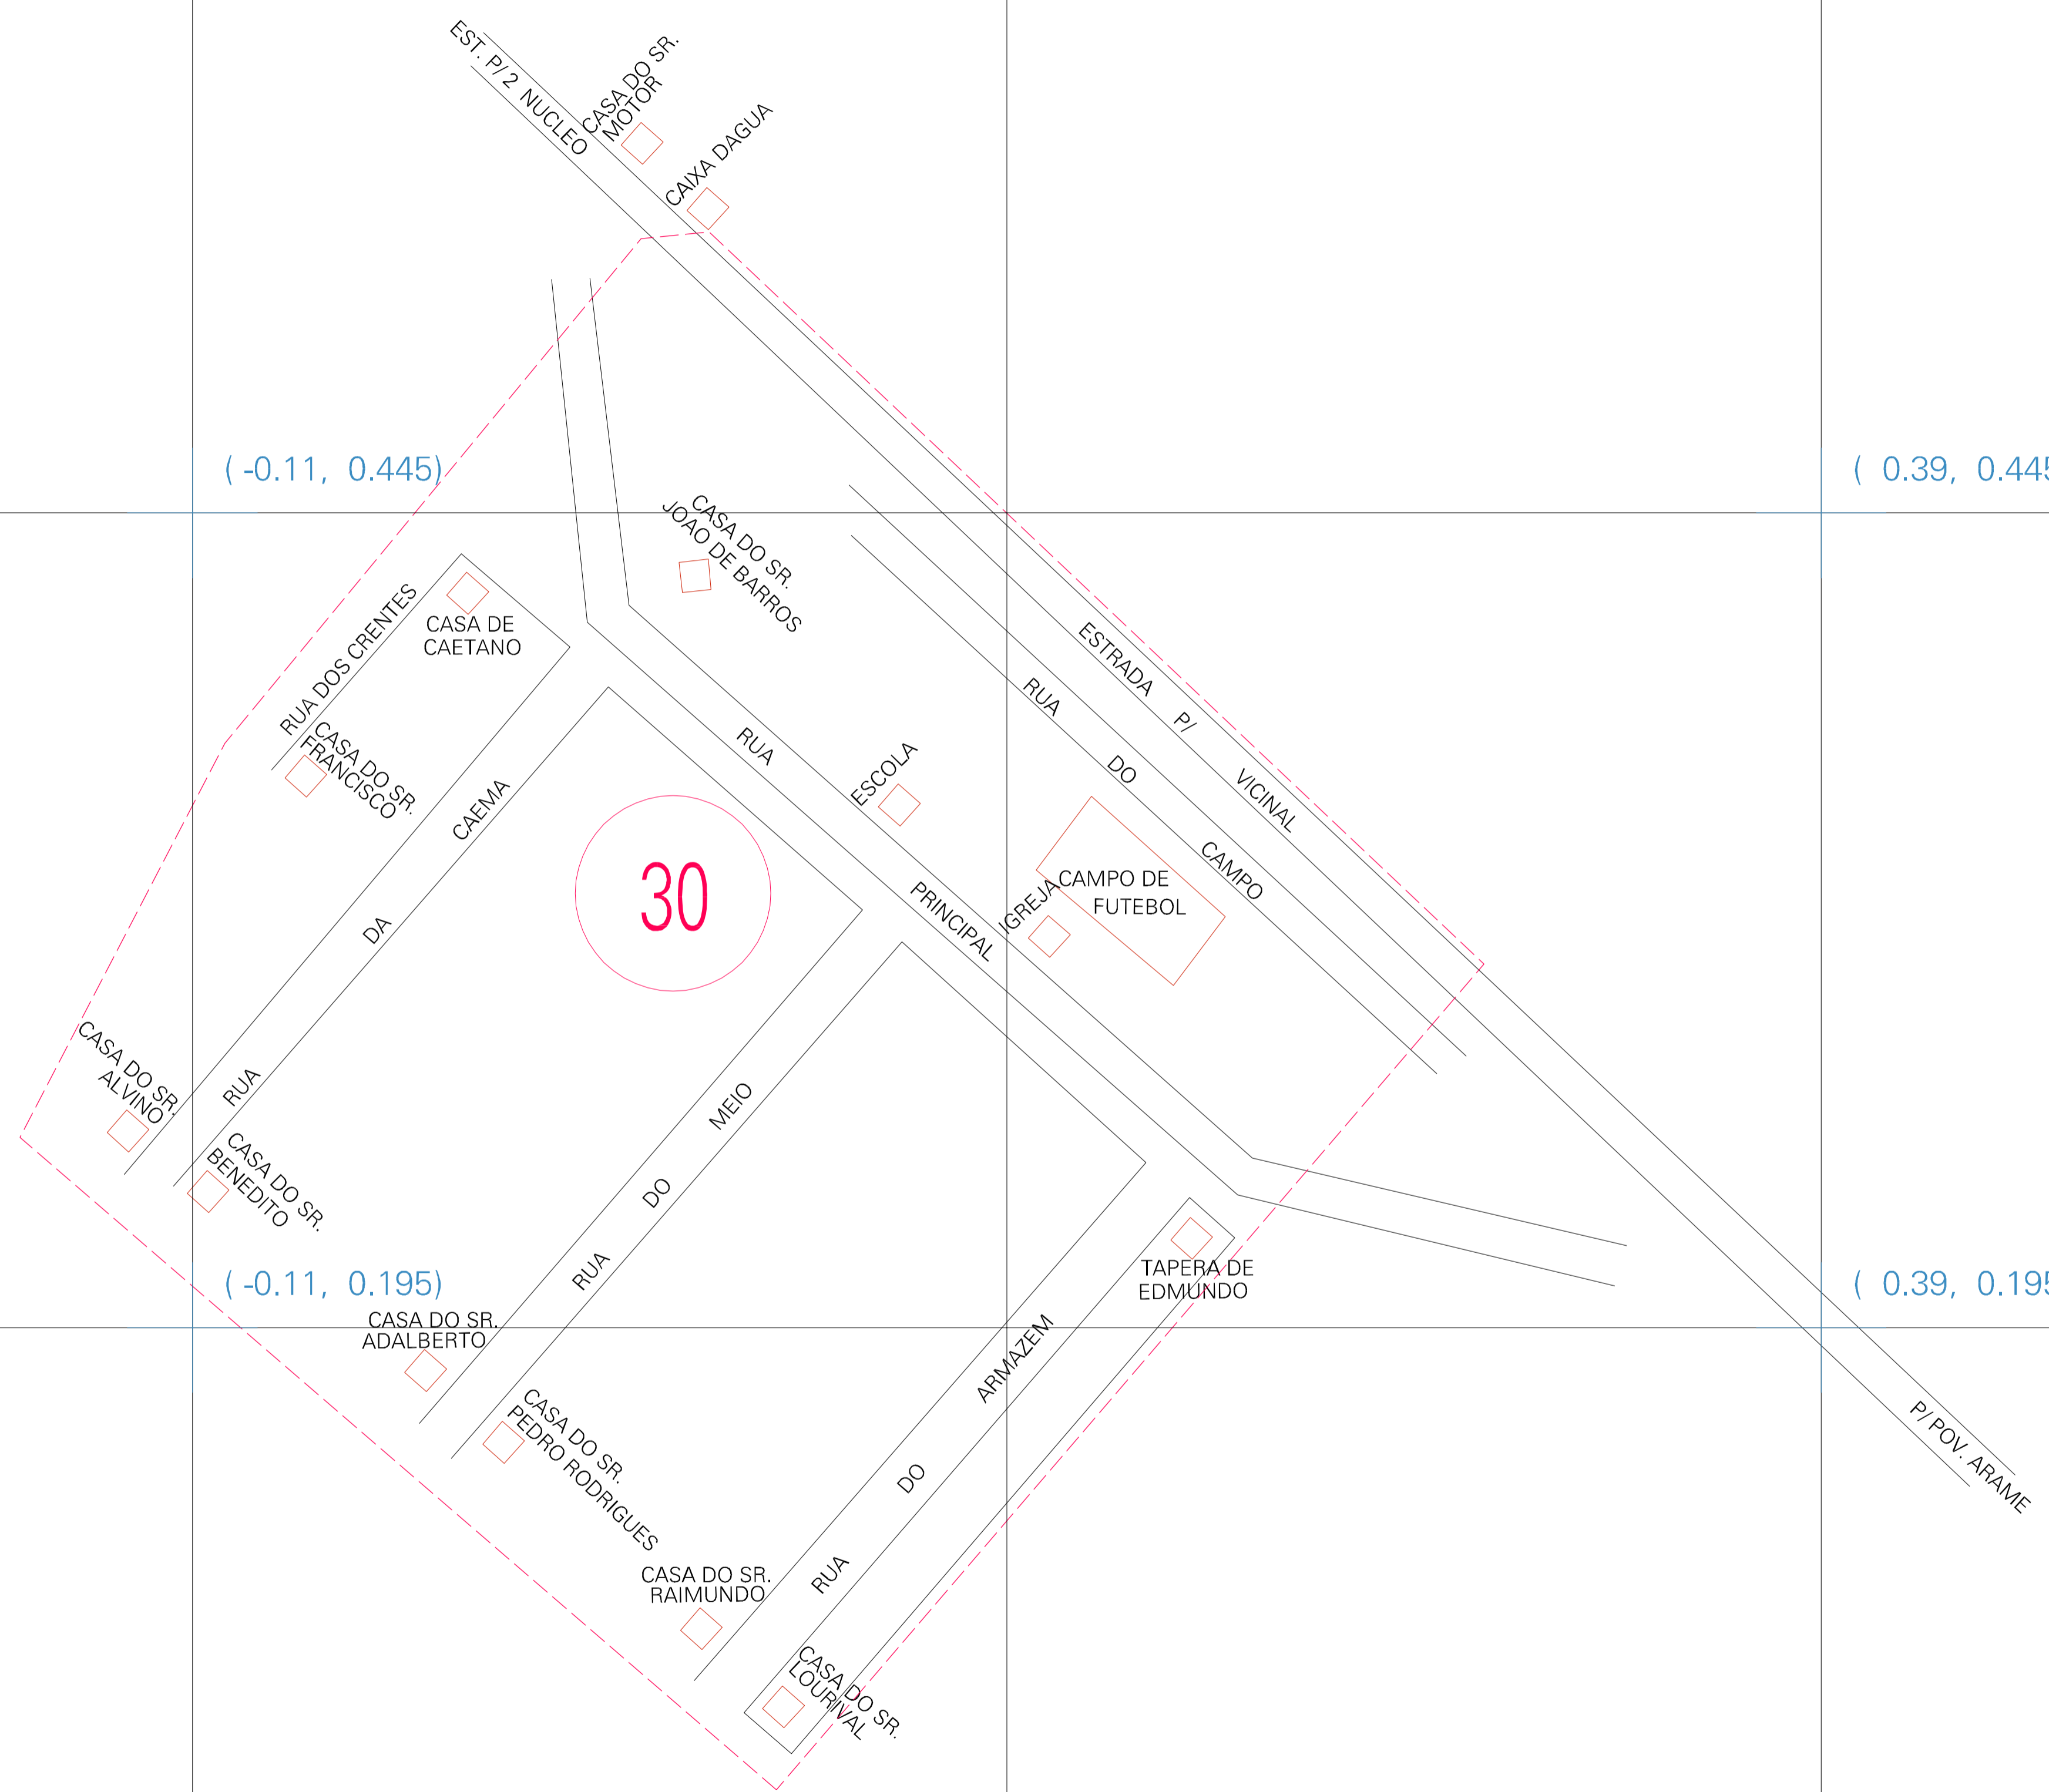 EST. P/ 2 NUCLEO
CASA DO SR.
MOTOR
CAIXA DAGUA
( -0.11, 0.445)
( 0.39, 0.445
CASA DO SR.
JOAO DE BARROS
RUA DOS CRENTES
CASA DE
CAETANO
CASA DO SR.
FRANCISCO
ESTRADA P/ VICINAL
RUA DO CAMPO
RUA PRINCIPAL
ESCOLA
RUA DA CAEMA
30
CAMPO DE
FUTEBOL
IGREJA
CASA DO SR.
ALVINO
CASA DO SR.
BENEDITO
RUA DO MEIO
( -0.11, 0.195)
( 0.39, 0.195
TAPERA DE
EDMUNDO
CASA DO SR.
ADALBERTO
CASA DO SR.
PEDRO RODRIGUES
RUA DO ARMAZEM
P/ POV. ARAME
CASA DO SR.
RAIMUNDO
CASA DO SR.
LOURIVAL